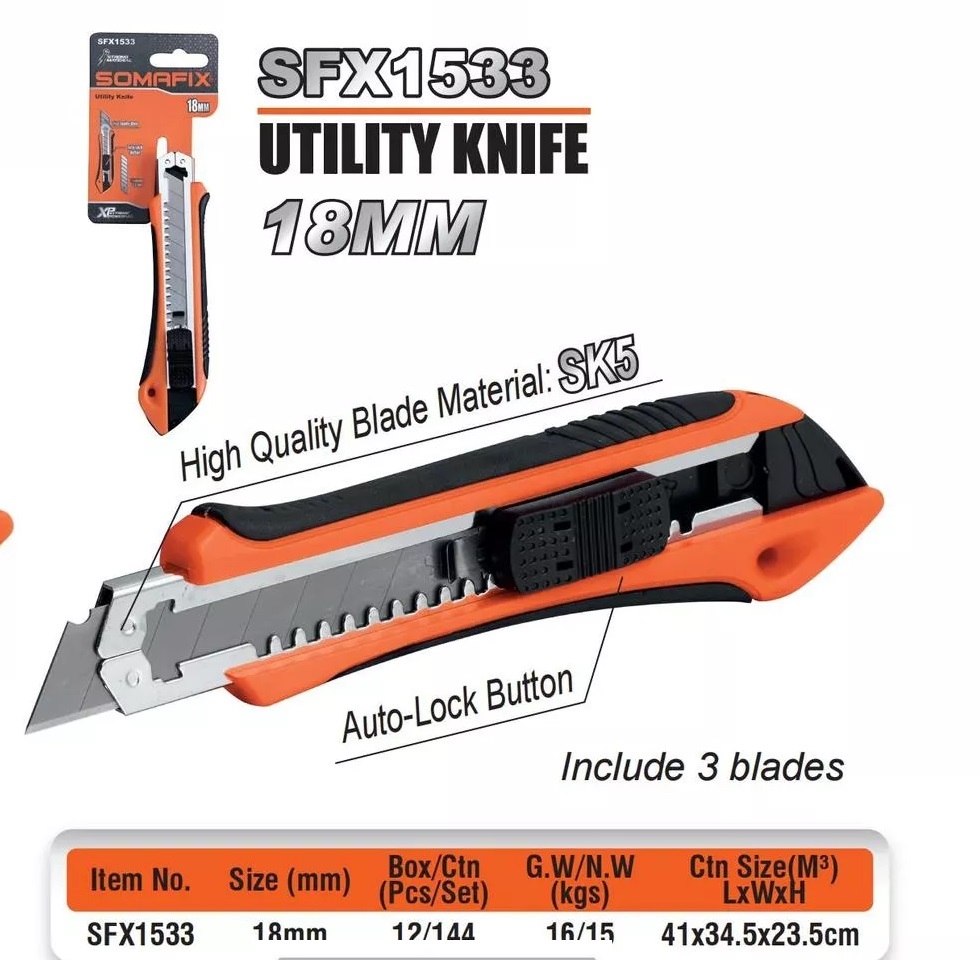 SFX1533
SOMAFIX
Utility Knife
18MM
SFX1533
UTILITY KNIFE
18MM
High Quality Blade Material: SK5
Auto-Lock Button
Include 3 blades
Item No. Size (mm) Box/Ctn (Pcs/Set) G.W/N.W (kgs) Ctn Size(M³) LxWxH
SFX1533 18mm 12/144 16/15 41x34.5x23.5cm